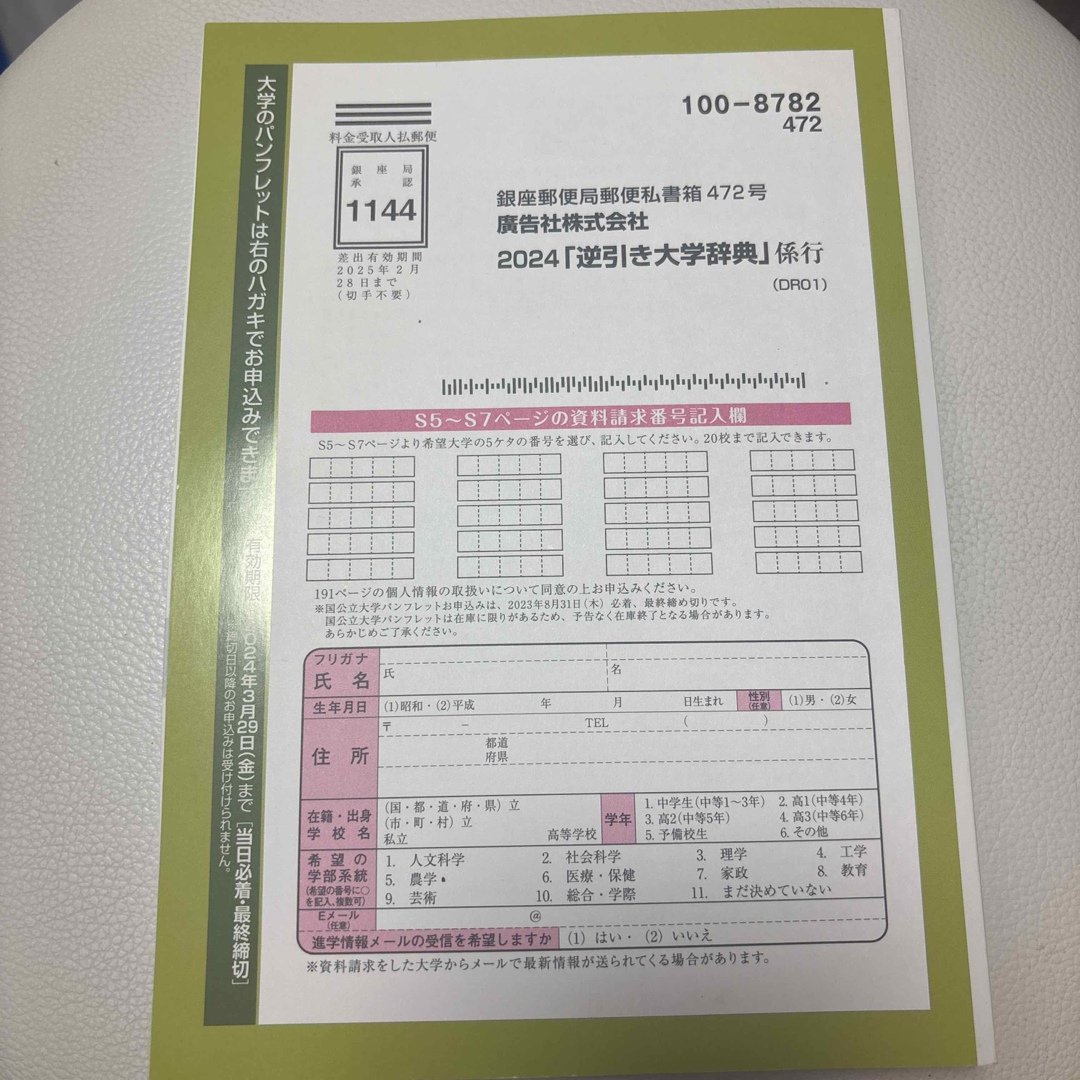 大学のパンフレットは右のハガキでお申込みできま
有効期限
024年3月29日(金)まで [当日必着・最終締切]
締切日以降のお申込みは受け付けられません。
100-8782
472
料金受取人払郵便
銀座局
承認
1144
差出有効期間
2025年2月
28日まで
(切手不要)
銀座郵便局郵便私書箱472号
廣告社株式会社
2024「逆引き大学辞典」係行
(DR01)
S5〜S7ページの資料請求番号記入欄
S5〜S7ページより希望大学の5ケタの番号を選び、記入してください。20校まで記入できます。
191ページの個人情報の取扱いについて同意の上お申込みください。
※国公立大学パンフレットお申込みは、2023年8月31日(木)必着、最終締め切りです。
国公立大学パンフレットは在庫に限りがあるため、予告なく在庫終了となる場合があります。
あらかじめご了承ください。
フリガナ
氏名 氏 名
生年月日 (1)昭和・(2)平成 年 月 日生まれ 性別(任意) (1)男・(2)女
住所 〒 − TEL ( )
都道
府県
在籍・出身
学校名
(国・都・道・府・県)立
(市・町・村)立
私立 高等学校
学年 1. 中学生(中等1〜3年) 2. 高1(中等4年)
3. 高2(中等5年) 4. 高3(中等6年)
5. 予備校生 6. その他
希望の
学部系統
(希望の番号に○
を記入、複数可)
1. 人文科学 2. 社会科学 3. 理学 4. 工学
5. 農学 6. 医療・保健 7. 家政 8. 教育
9. 芸術 10. 総合・学際 11. まだ決めていない
Eメール
(任意) @
進学情報メールの受信を希望しますか (1) はい・(2) いいえ
※資料請求をした大学からメールで最新情報が送られてくる場合があります。